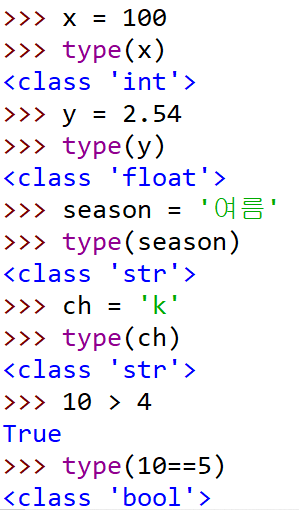 >>> x = 100
>>> type(x)
<class 'int'>
>>> y = 2.54
>>> type(y)
<class 'float'>
>>> season = '여름'
>>> type(season)
<class 'str'>
>>> ch = 'k'
>>> type(ch)
<class 'str'>
>>> 10 > 4
True
>>> type(10==5)
<class 'bool'>